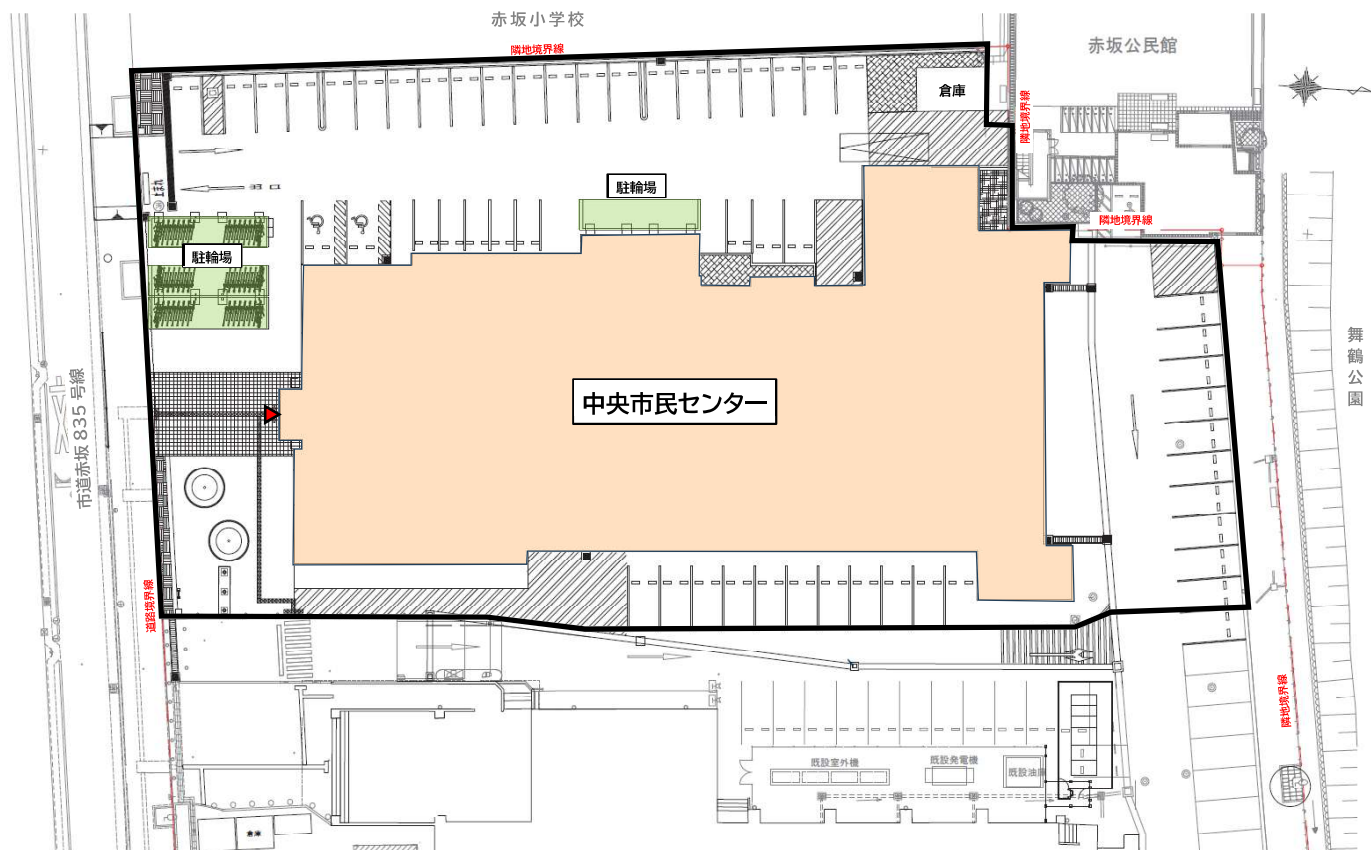 赤坂小学校
隣地境界線
赤坂公民館
倉庫
隣地境界線
駐輪場
隣地境界線
駐輪場
舞鶴公園
中央市民センター
市道赤坂835号線
道路境界線
隣地境界線
既設室外機
既設発電機
既設油庫
倉庫